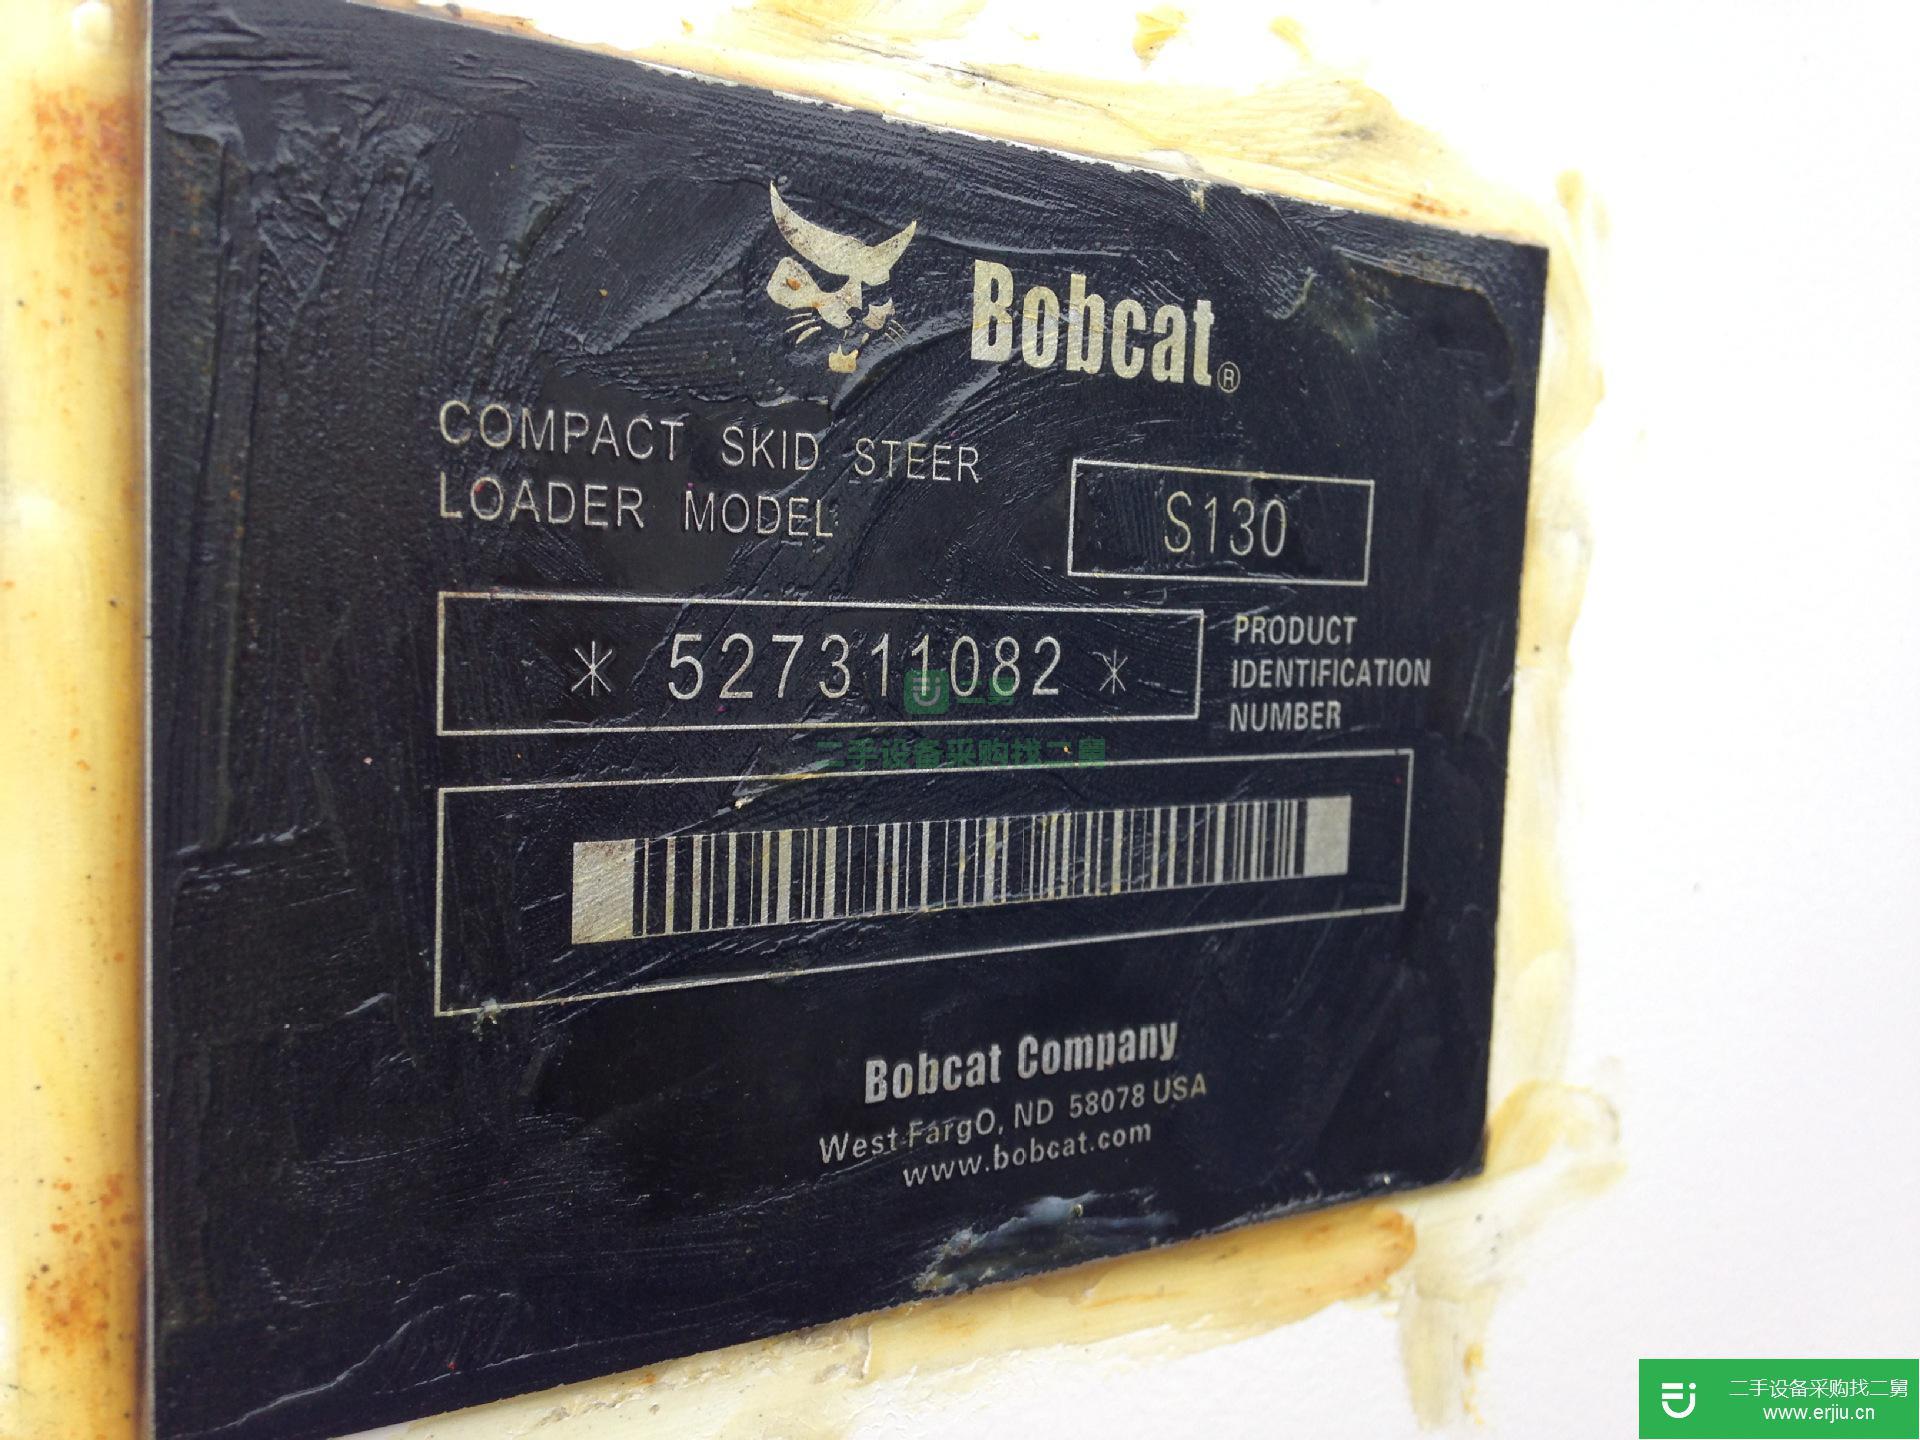 Bobcat®
COMPACT SKID STEER
LOADER MODEL
S130
* 527311082 *
PRODUCT
IDENTIFICATION
NUMBER
二舅
二手设备采购找二舅
Bobcat Company
West FargO, ND 58078 USA
www.bobcat.com
二手设备采购找二舅
www.erjiu.cn